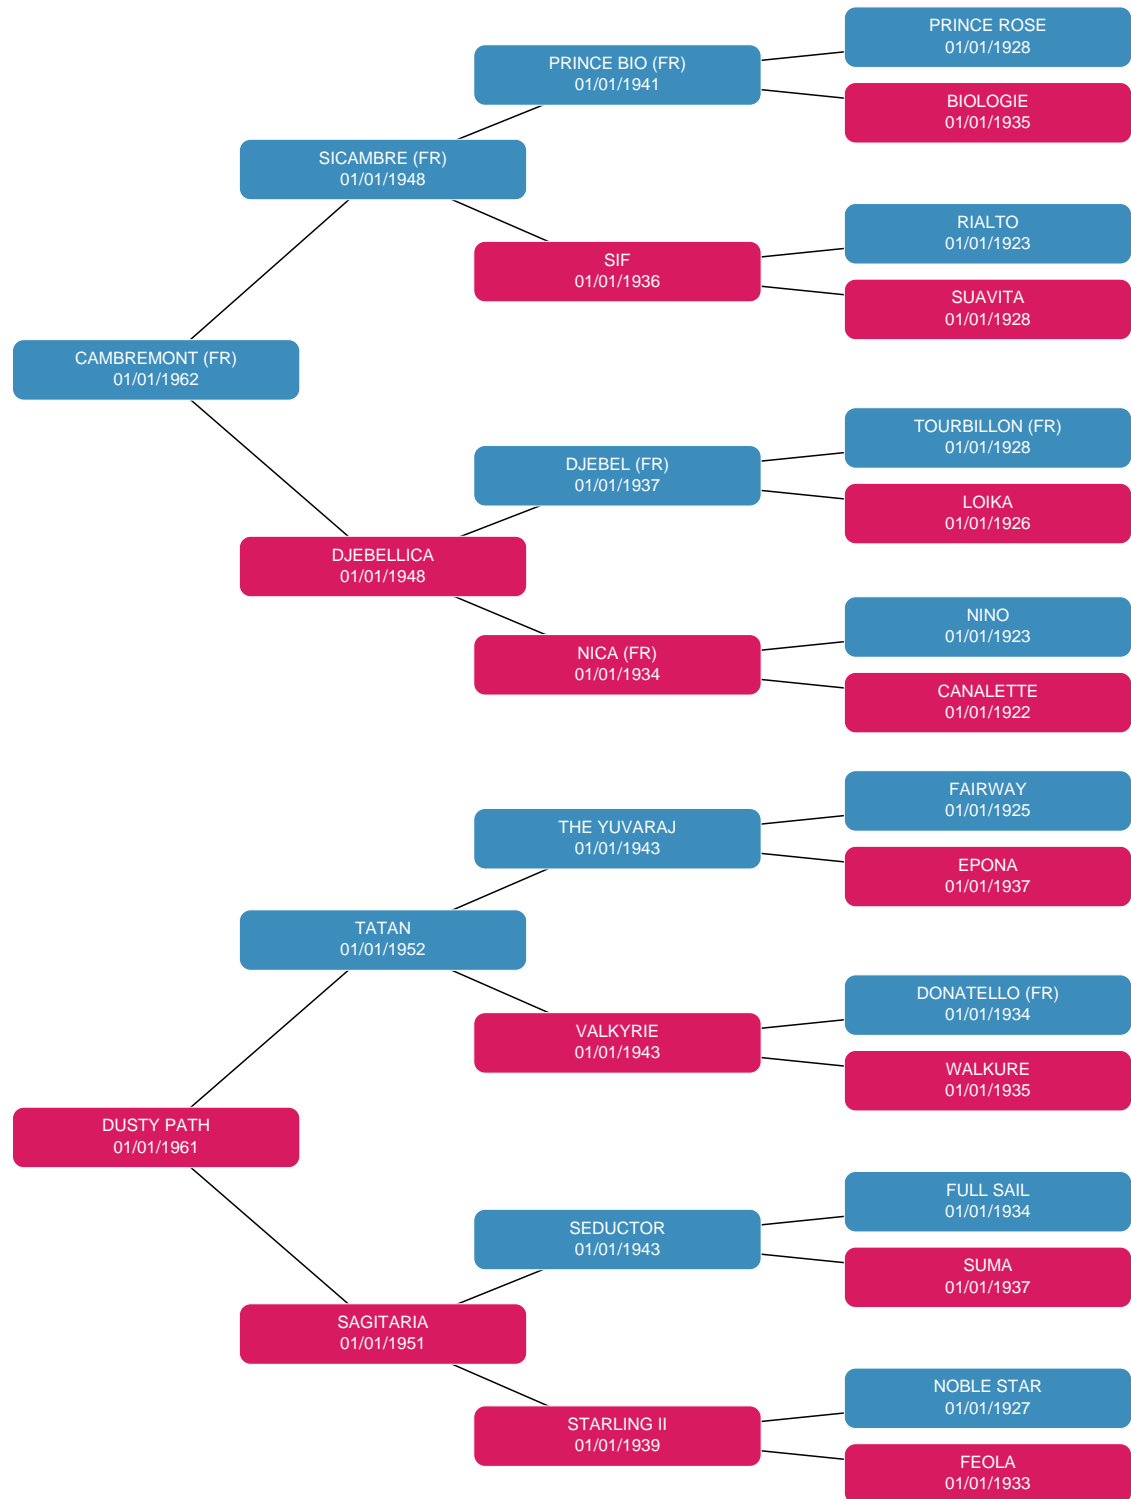 PRINCE ROSE
01/01/1928
PRINCE BIO (FR)
01/01/1941
BIOLOGIE
01/01/1935
SICAMBRE (FR)
01/01/1948
RIALTO
01/01/1923
SIF
01/01/1936
SUAVITA
01/01/1928
CAMBREMONT (FR)
01/01/1962
TOURBILLON (FR)
01/01/1928
DJEBEL (FR)
01/01/1937
LOIKA
01/01/1926
DJEBELLICA
01/01/1948
NINO
01/01/1923
NICA (FR)
01/01/1934
CANALETTE
01/01/1922
FAIRWAY
01/01/1925
THE YUVARAJ
01/01/1943
EPONA
01/01/1937
TATAN
01/01/1952
DONATELLO (FR)
01/01/1934
VALKYRIE
01/01/1943
WALKURE
01/01/1935
DUSTY PATH
01/01/1961
FULL SAIL
01/01/1934
SEDUCTOR
01/01/1943
SUMA
01/01/1937
SAGITARIA
01/01/1951
NOBLE STAR
01/01/1927
STARLING II
01/01/1939
FEOLA
01/01/1933